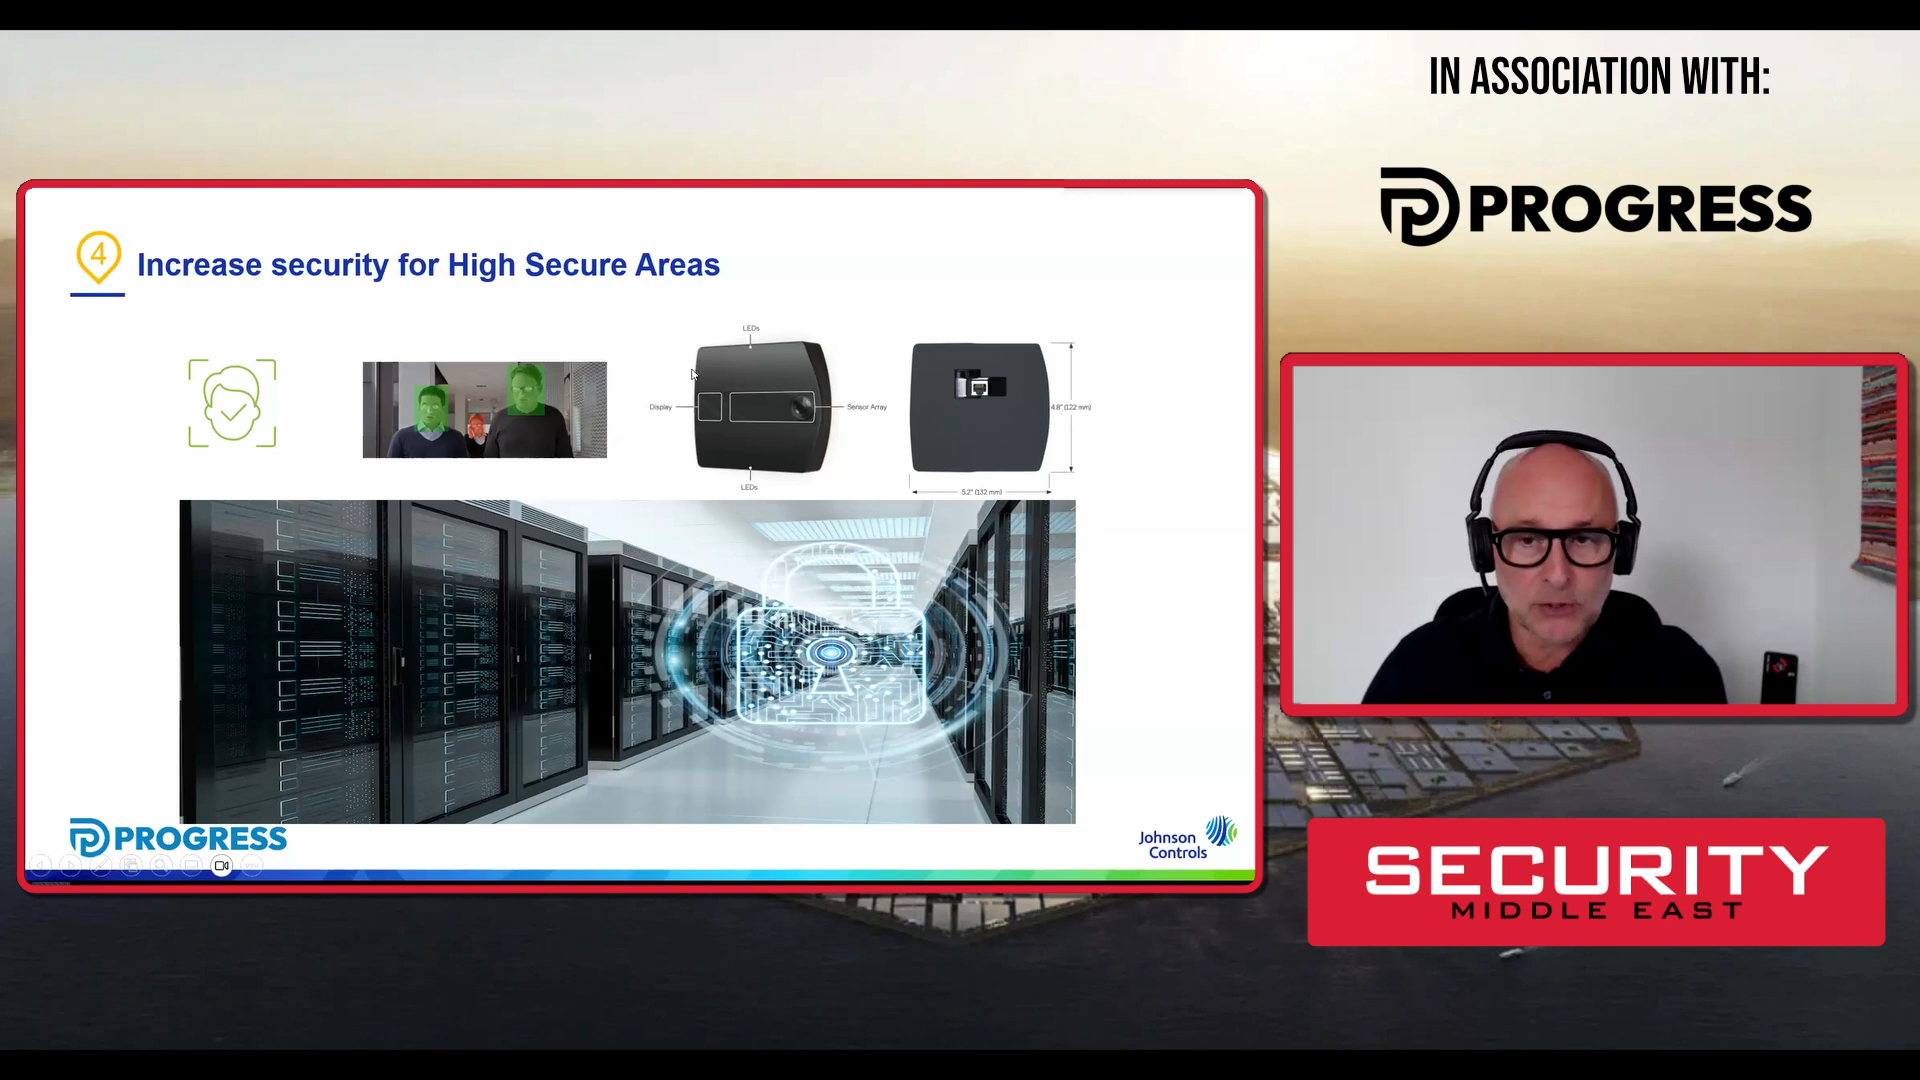 IN ASSOCIATION WITH:
PROGRESS
4
Increase security for High Secure Areas
LEDs
Display
Sensor Array
LEDs
4.8" (122 mm)
5.2" (132 mm)
PROGRESS
Johnson
Controls
SECURITY
MIDDLE EAST